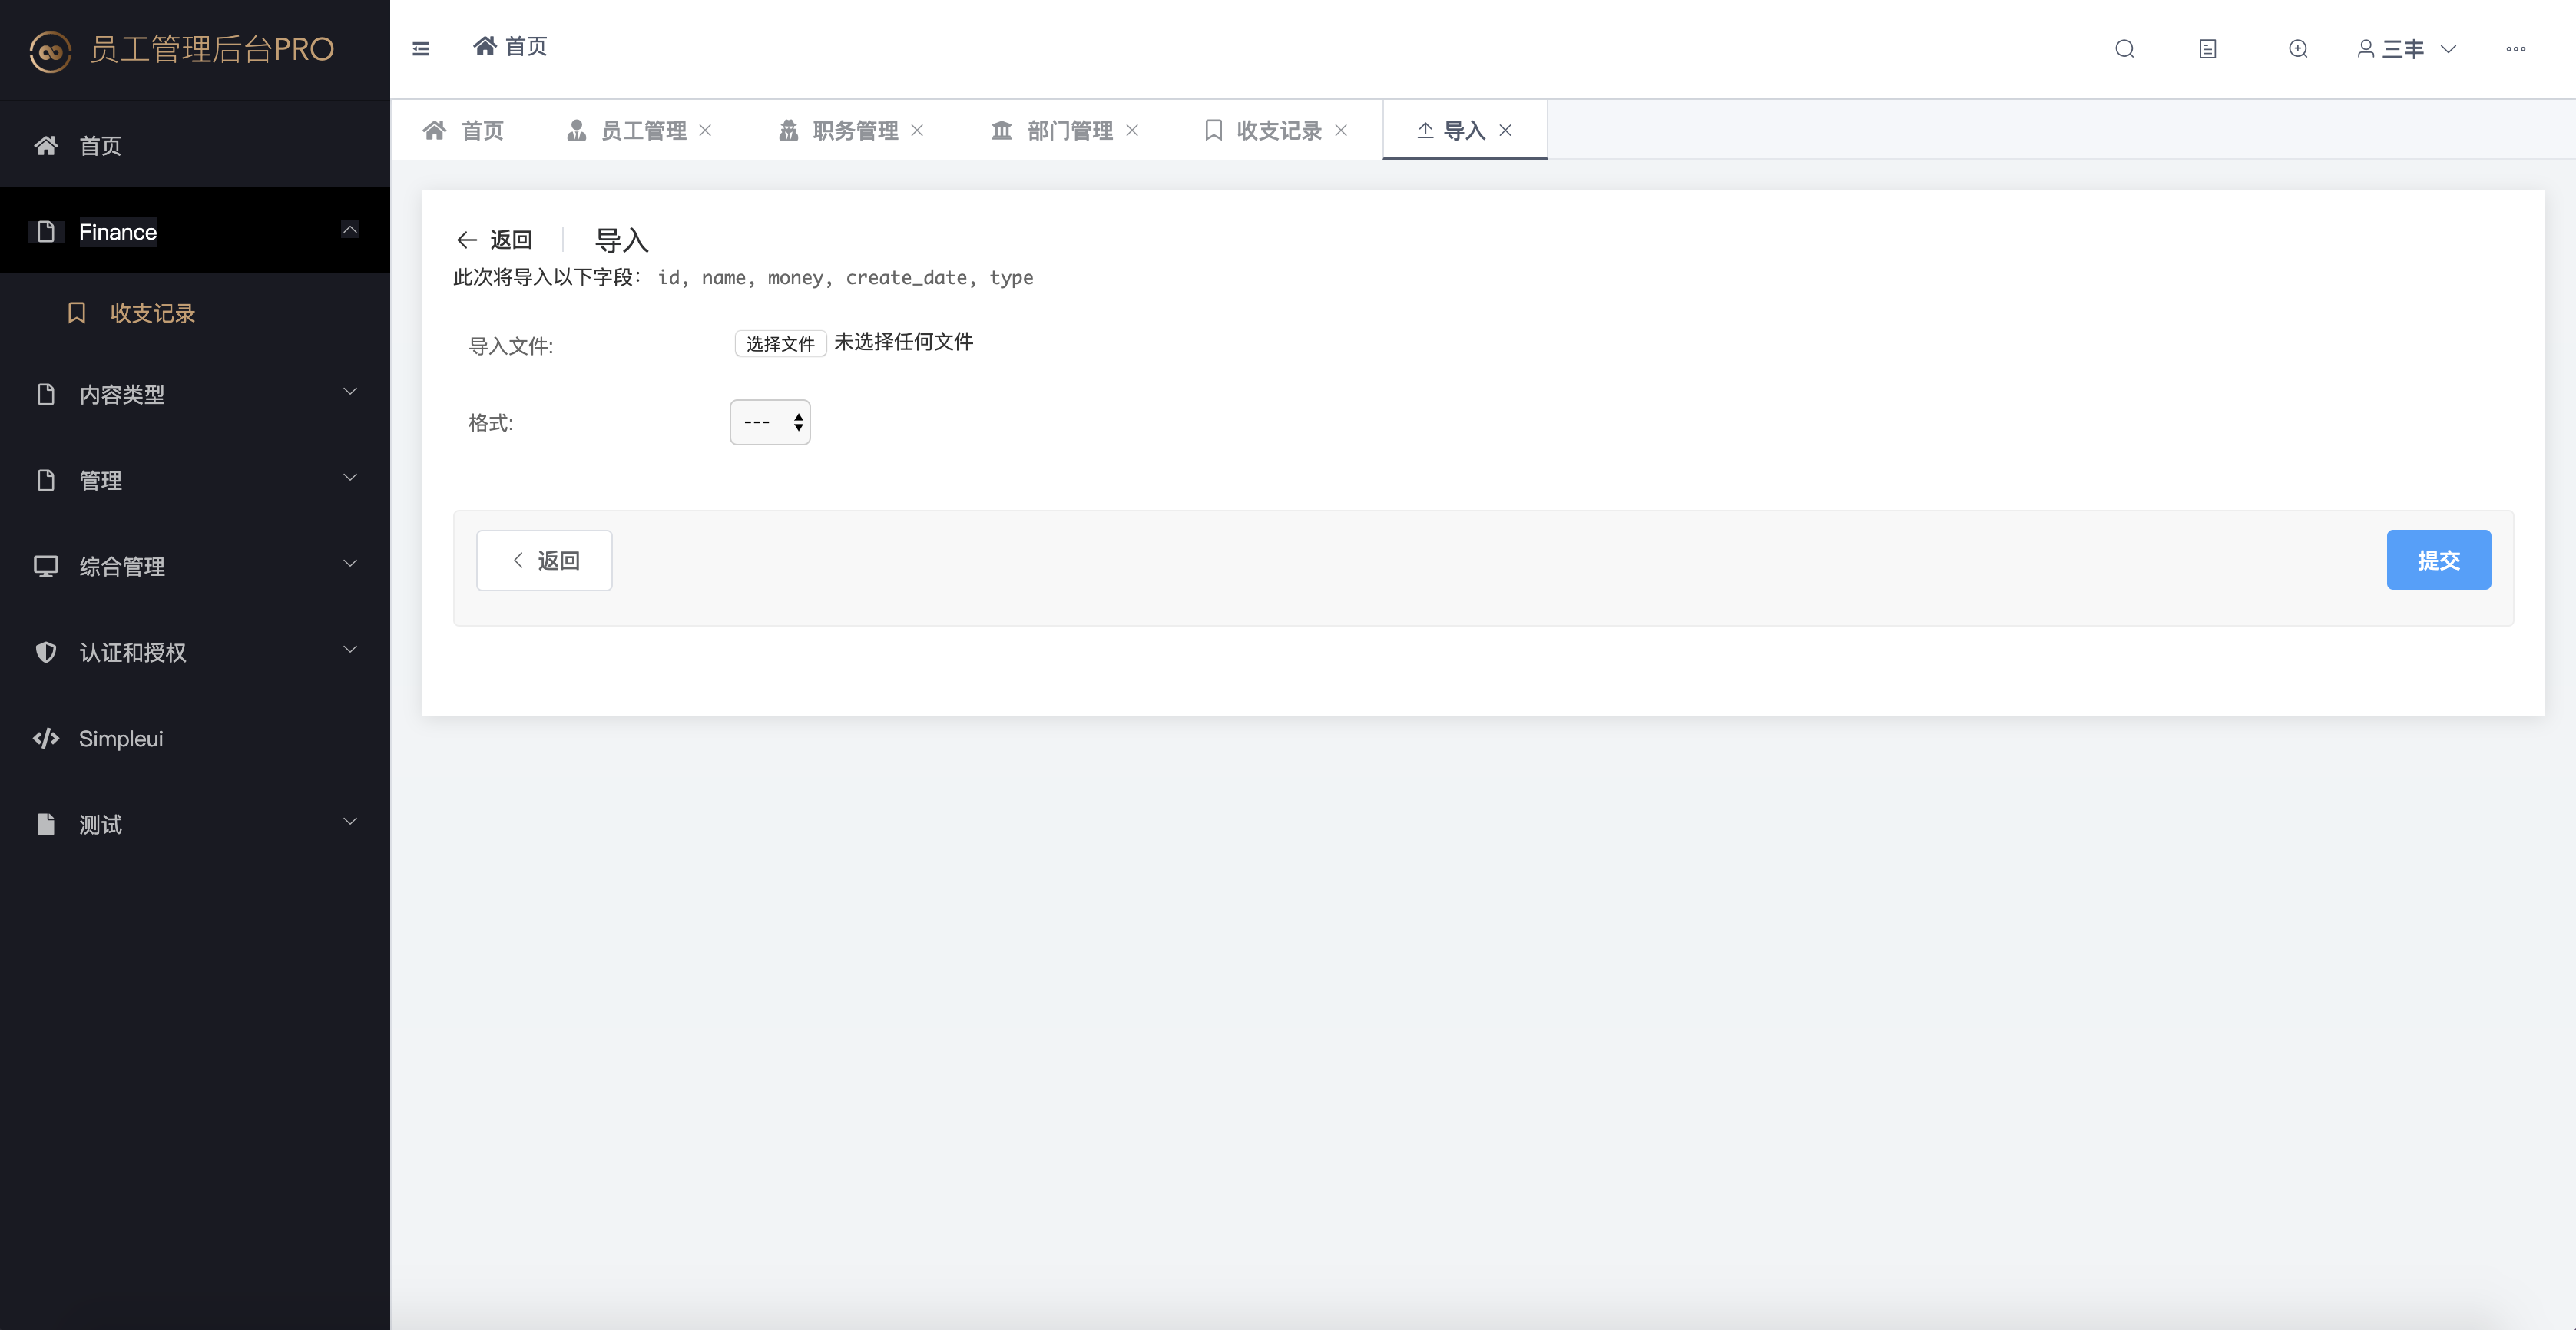 员工管理后台PRO
首页
三丰
首页
员工管理
职务管理
部门管理
收支记录
导入
首页
Finance
收支记录
内容类型
管理
综合管理
认证和授权
Simpleui
测试
返回
导入
此次将导入以下字段: id, name, money, create_date, type
导入文件: 选择文件 未选择任何文件
格式: ---
返回
提交